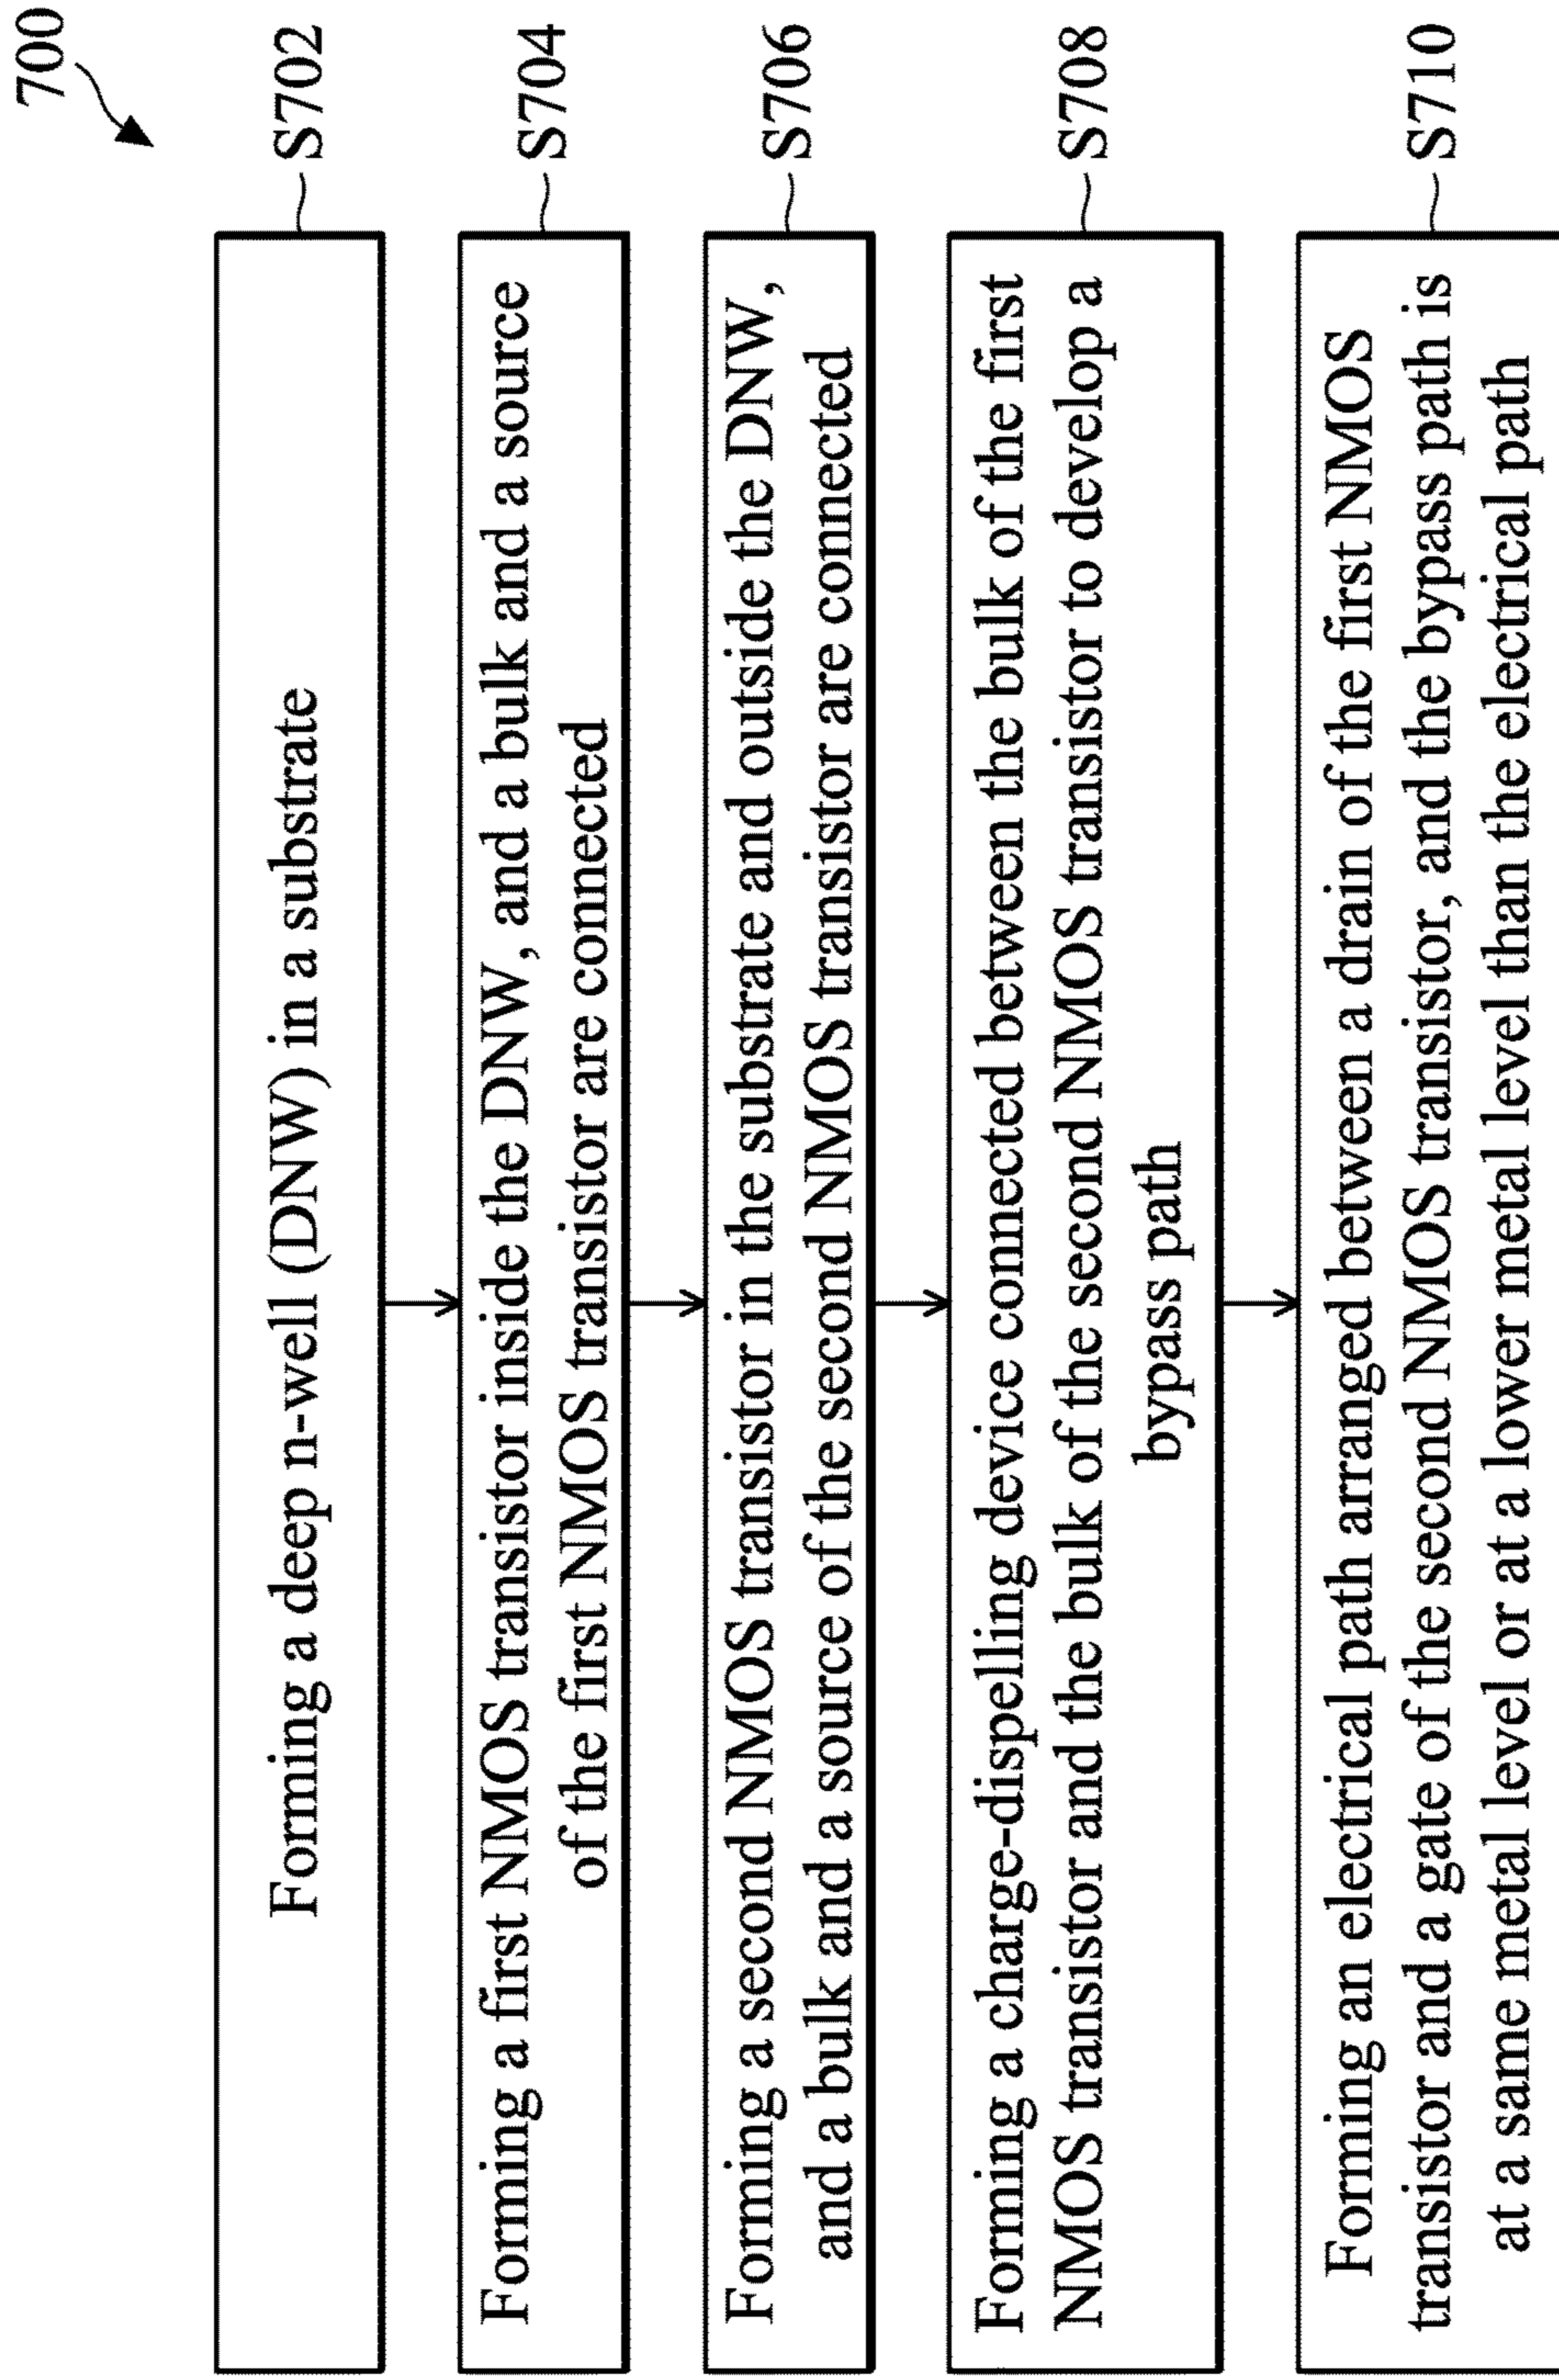 700
Forming a deep n-well (DNW) in a substrate
S702
Forming a first NMOS transistor inside the DNW, and a bulk and a source
of the first NMOS transistor are connected
S704
Forming a second NMOS transistor in the substrate and outside the DNW,
and a bulk and a source of the second NMOS transistor are connected
S706
Forming a charge-dispelling device connected between the bulk of the first
NMOS transistor and the bulk of the second NMOS transistor to develop a
bypass path
S708
Forming an electrical path arranged between a drain of the first NMOS
transistor and a gate of the second NMOS transistor, and the bypass path is
at a same metal level or at a lower metal level than the electrical path
S710